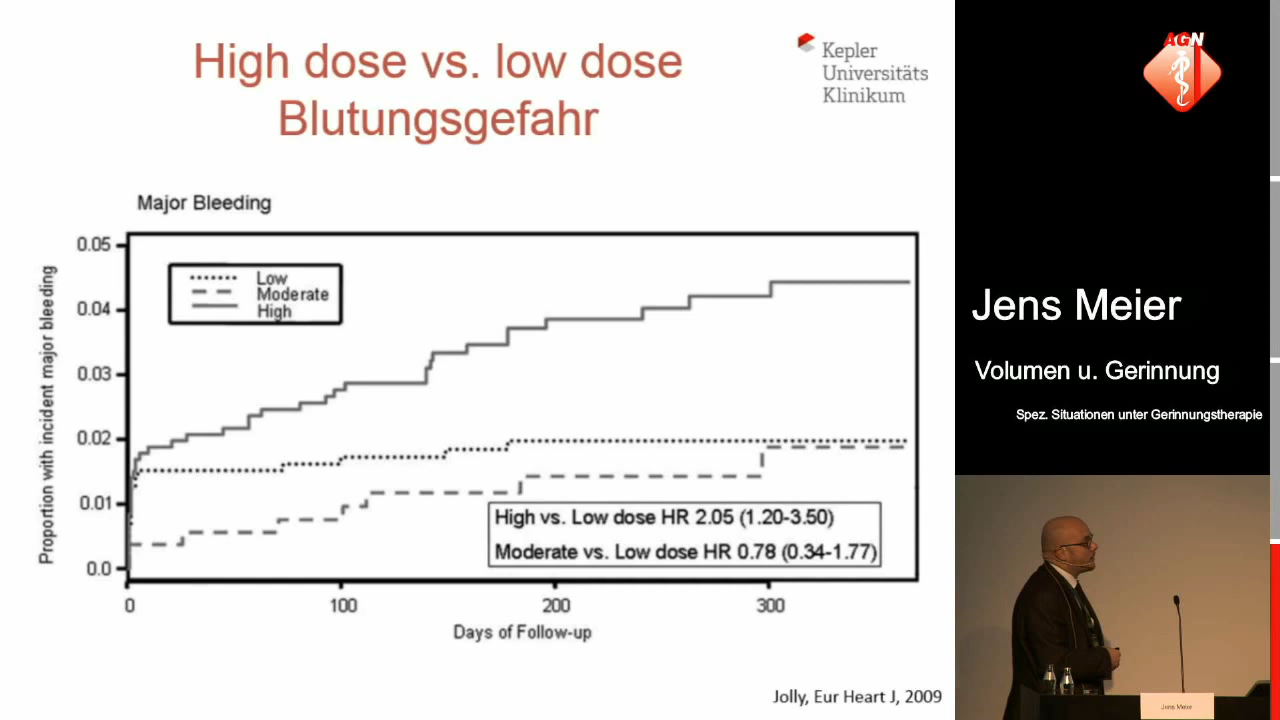 High dose vs. low dose
Blutungsgefahr
Kepler
Universitäts
Klinikum
Major Bleeding
Proportion with incident major bleeding
0.05
0.04
0.03
0.02
0.01
0.0
Low
Moderate
High
High vs. Low dose HR 2.05 (1.20-3.50)
Moderate vs. Low dose HR 0.78 (0.34-1.77)
0 100 200 300
Days of Follow-up
Jolly, Eur Heart J, 2009
AGN
Jens Meier
Volumen u. Gerinnung
Spez. Situationen unter Gerinnungstherapie
Jens Meier